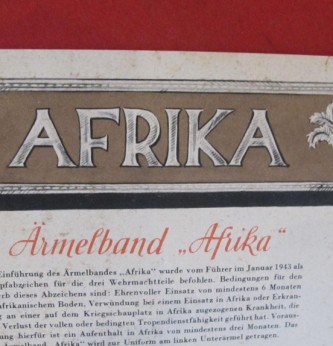 AFRIKA
Ärmelband „Afrika"
Einführung des Ärmelbandes „Afrika" wurde vom Führer im Januar 1943 als
pfabzeichen für die drei Wehrmachtteile befohlen. Bedingungen für den
erb dieses Abzeichens sind: Ehrenvoller Einsatz von mindestens 6 Monaten
afrikanischem Boden, Verwundung bei einem Einsatz in Afrika oder Erkran-
g an einer auf dem Kriegsschauplatz in Afrika zugezogenen Krankheit, die
Verlust der vollen oder bedingten Tropendienstfähigkeit geführt hat. Voraus-
ung hierfür ist ein Aufenthalt in Afrika von mindestens drei Monaten. Das
Ärmelband „Afrika" wird zur Uniform am linken Unterärmel getragen.